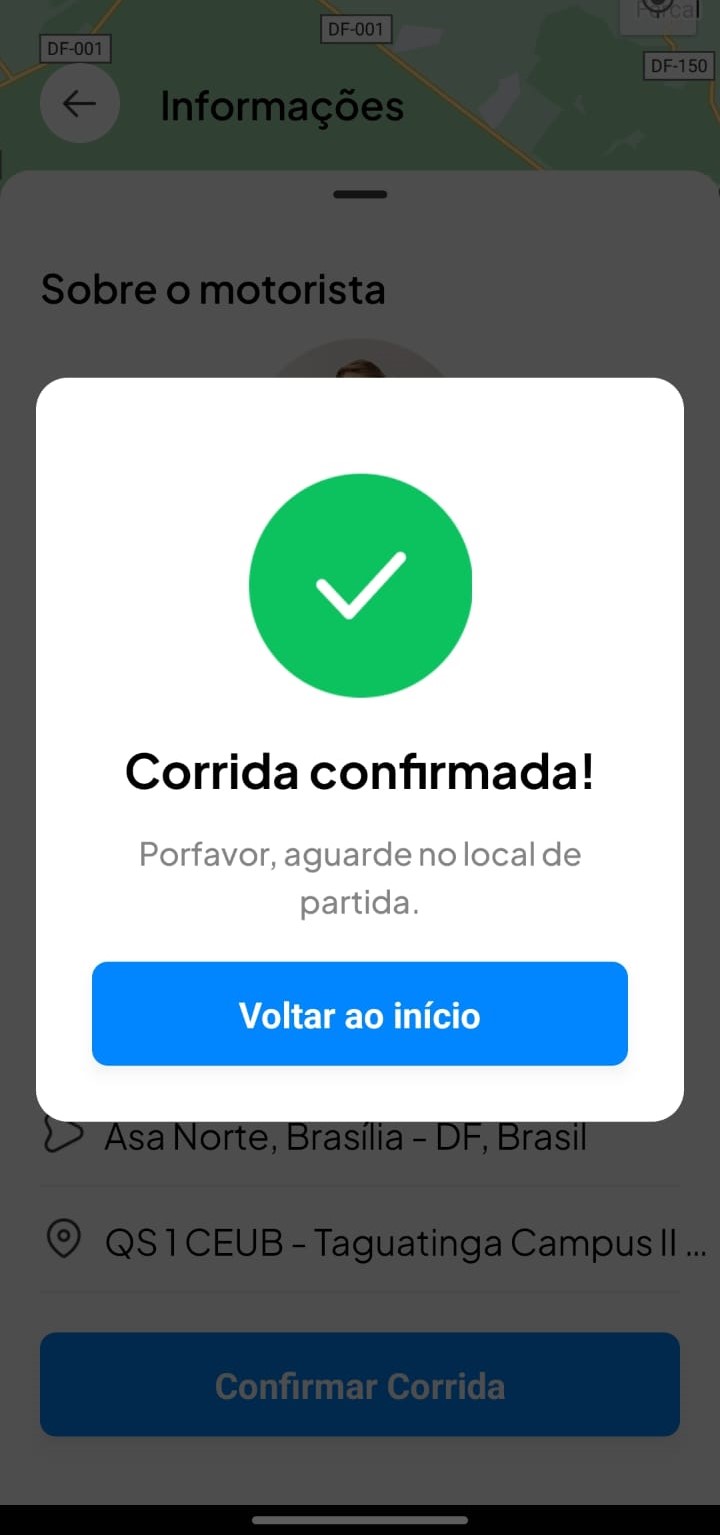 DF-001
DF-001
DF-150
Informações
Sobre o motorista
Corrida confirmada!
Porfavor, aguarde no local de
partida.
Voltar ao início
Asa Norte, Brasília - DF, Brasil
QS 1 CEUB - Taguatinga Campus II ...
Confirmar Corrida